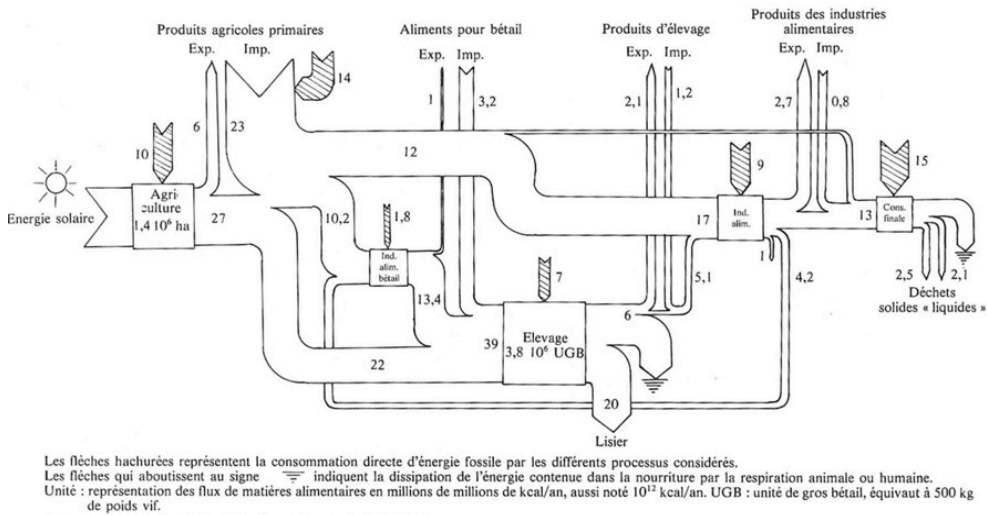 Produits agricoles primaires
Exp. Imp.
Aliments pour bétail
Exp. Imp.
Produits d'élevage
Exp. Imp.
Produits des industries
alimentaires
Exp. Imp.
14
1
3,2
2,1
1,2
2,7
0,8
6
23
10
12
9
15
Energie solaire
Agri-
culture
1,4 10⁶ ha
27
10,2
1,8
17
Ind.
alim.
13
Cons.
finale
Ind.
alim.
bétail
1
7
5,1
4,2
2,5
2,1
Déchets
solides « liquides »
13,4
6
39
Elevage
3,8 10⁶ UGB
22
20
Lisier
Les flèches hachurées représentent la consommation directe d'énergie fossile par les différents processus considérés.
Les flèches qui aboutissent au signe indiquent la dissipation de l'énergie contenue dans la nourriture par la respiration animale ou humaine.
Unité : représentation des flux de matières alimentaires en millions de millions de kcal/an, aussi noté 10¹² kcal/an. UGB : unité de gros bétail, équivaut à 500 kg
de poids vif.